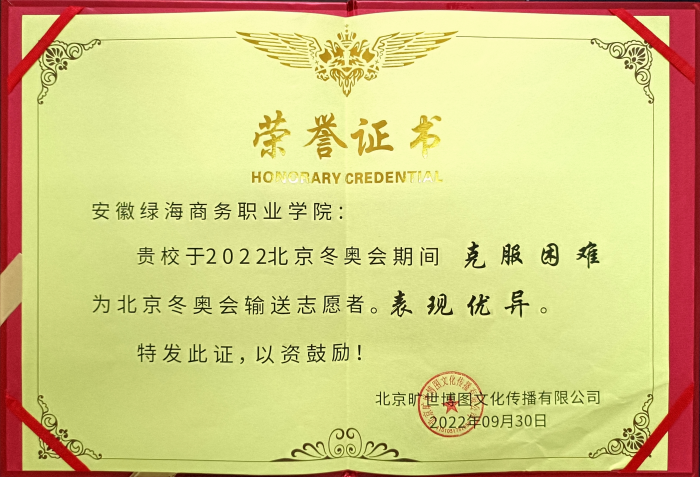 荣誉证书
HONORARY CREDENTIAL
安徽绿海商务职业学院：
贵校于2022北京冬奥会期间 克服困难
为北京冬奥会输送志愿者。表现优异。
特发此证，以资鼓励！
北京旷世博图文化传播有限公司
2022年09月30日